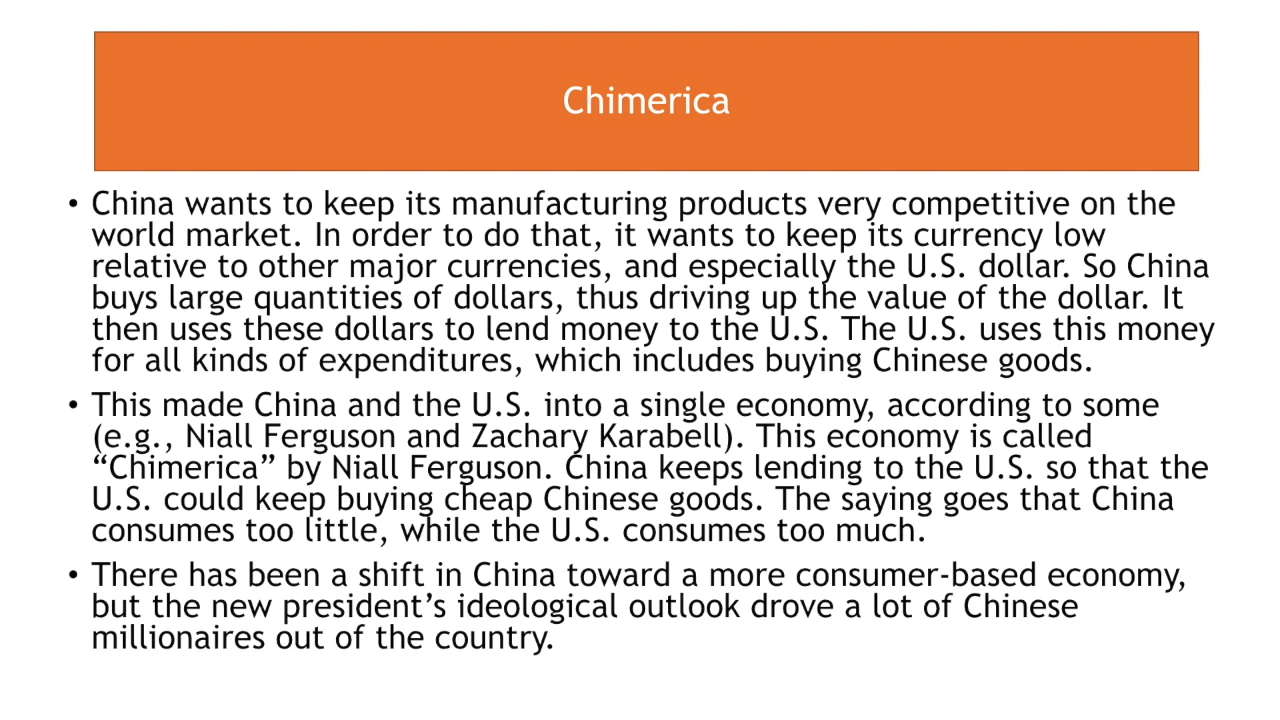 Chimerica
• China wants to keep its manufacturing products very competitive on the
world market. In order to do that, it wants to keep its currency low
relative to other major currencies, and especially the U.S. dollar. So China
buys large quantities of dollars, thus driving up the value of the dollar. It
then uses these dollars to lend money to the U.S. The U.S. uses this money
for all kinds of expenditures, which includes buying Chinese goods.
• This made China and the U.S. into a single economy, according to some
(e.g., Niall Ferguson and Zachary Karabell). This economy is called
“Chimerica” by Niall Ferguson. China keeps lending to the U.S. so that the
U.S. could keep buying cheap Chinese goods. The saying goes that China
consumes too little, while the U.S. consumes too much.
• There has been a shift in China toward a more consumer-based economy,
but the new president’s ideological outlook drove a lot of Chinese
millionaires out of the country.